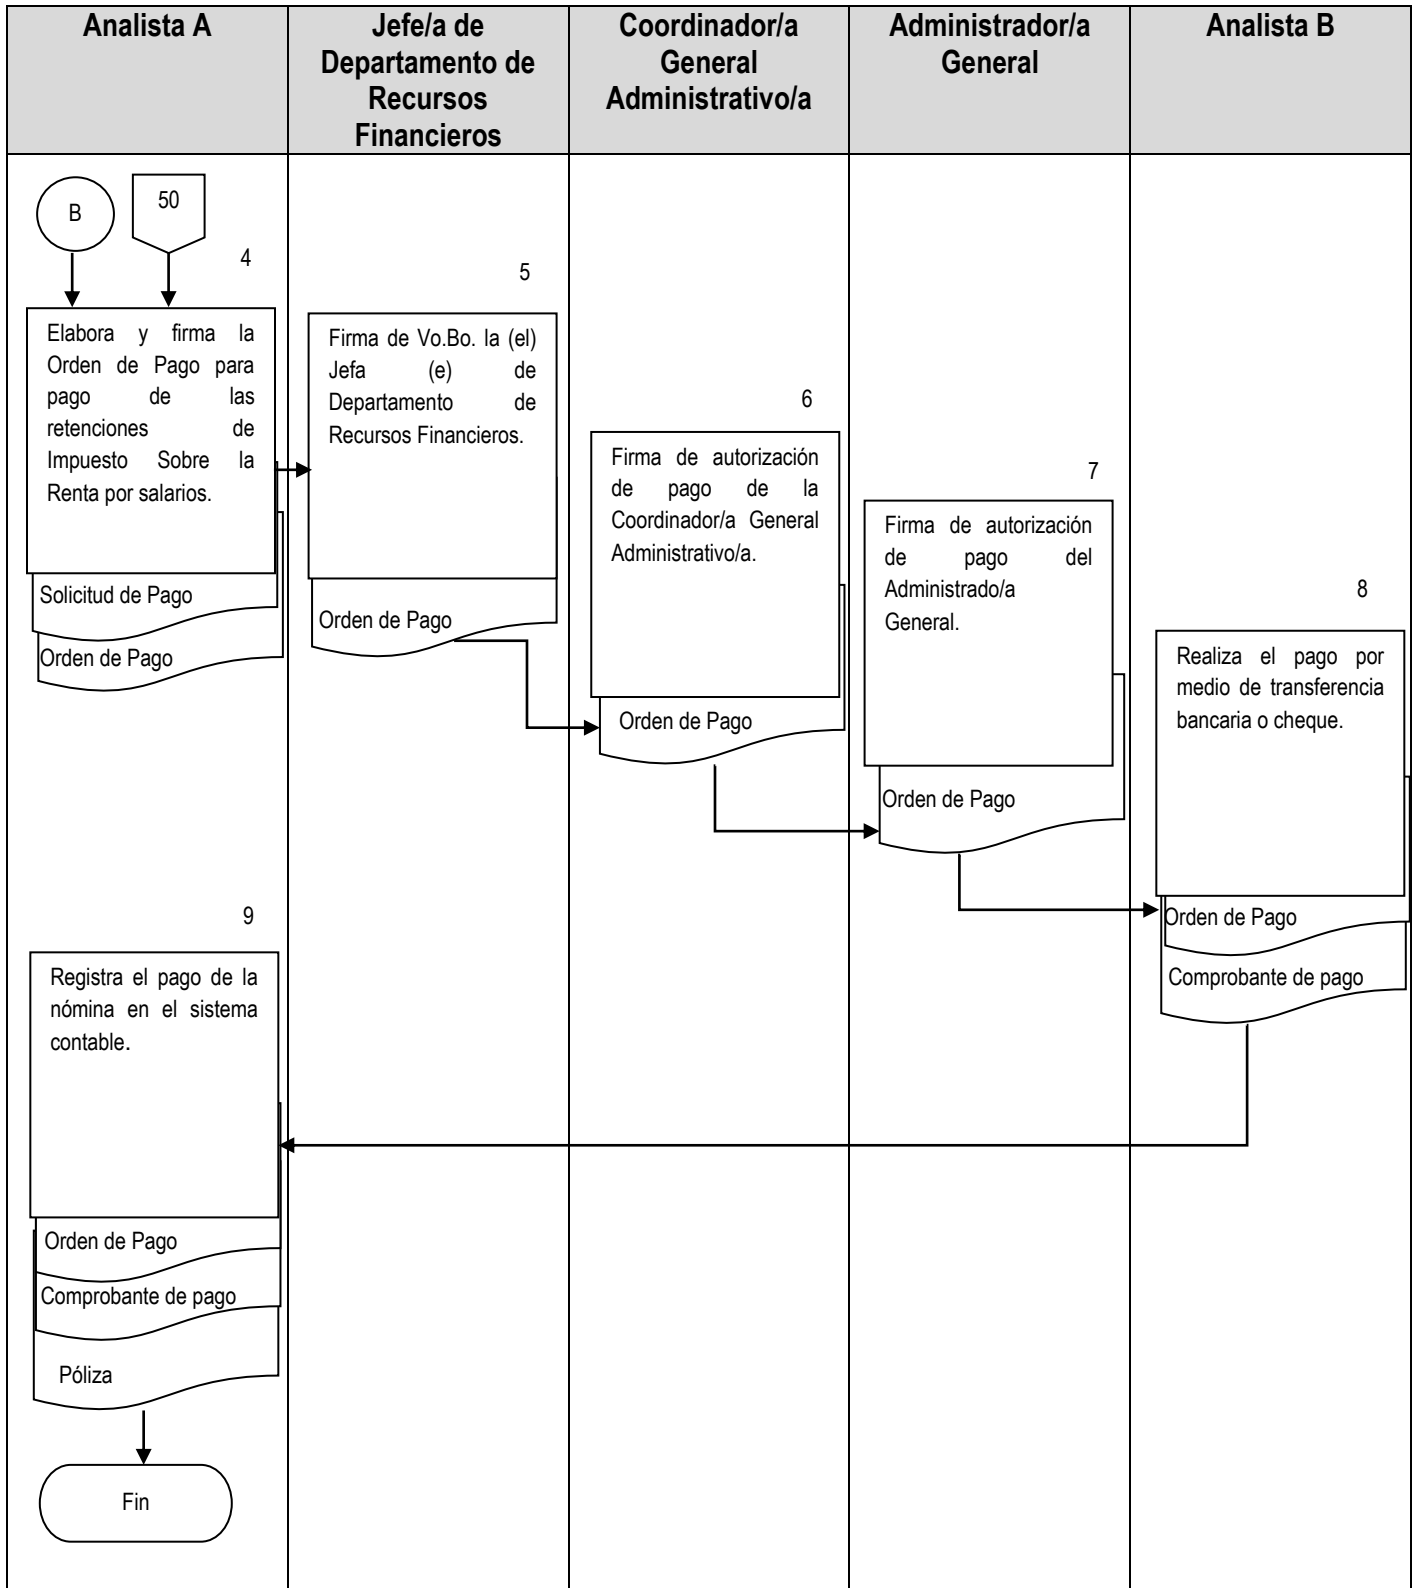 Analista A
Jefe/a de
Departamento de
Recursos
Financieros
Coordinador/a
General
Administrativo/a
Administrador/a
General
Analista B
B
50
4
Elabora y firma la
Orden de Pago para
pago de las
retenciones de
Impuesto Sobre la
Renta por salarios.
Solicitud de Pago
Orden de Pago
5
Firma de Vo.Bo. la (el)
Jefa (e) de
Departamento de
Recursos Financieros.
Orden de Pago
6
Firma de autorización
de pago de la
Coordinador/a General
Administrativo/a.
Orden de Pago
7
Firma de autorización
de pago del
Administrado/a
General.
Orden de Pago
8
Realiza el pago por
medio de transferencia
bancaria o cheque.
Orden de Pago
Comprobante de pago
9
Registra el pago de la
nómina en el sistema
contable.
Orden de Pago
Comprobante de pago
Póliza
Fin